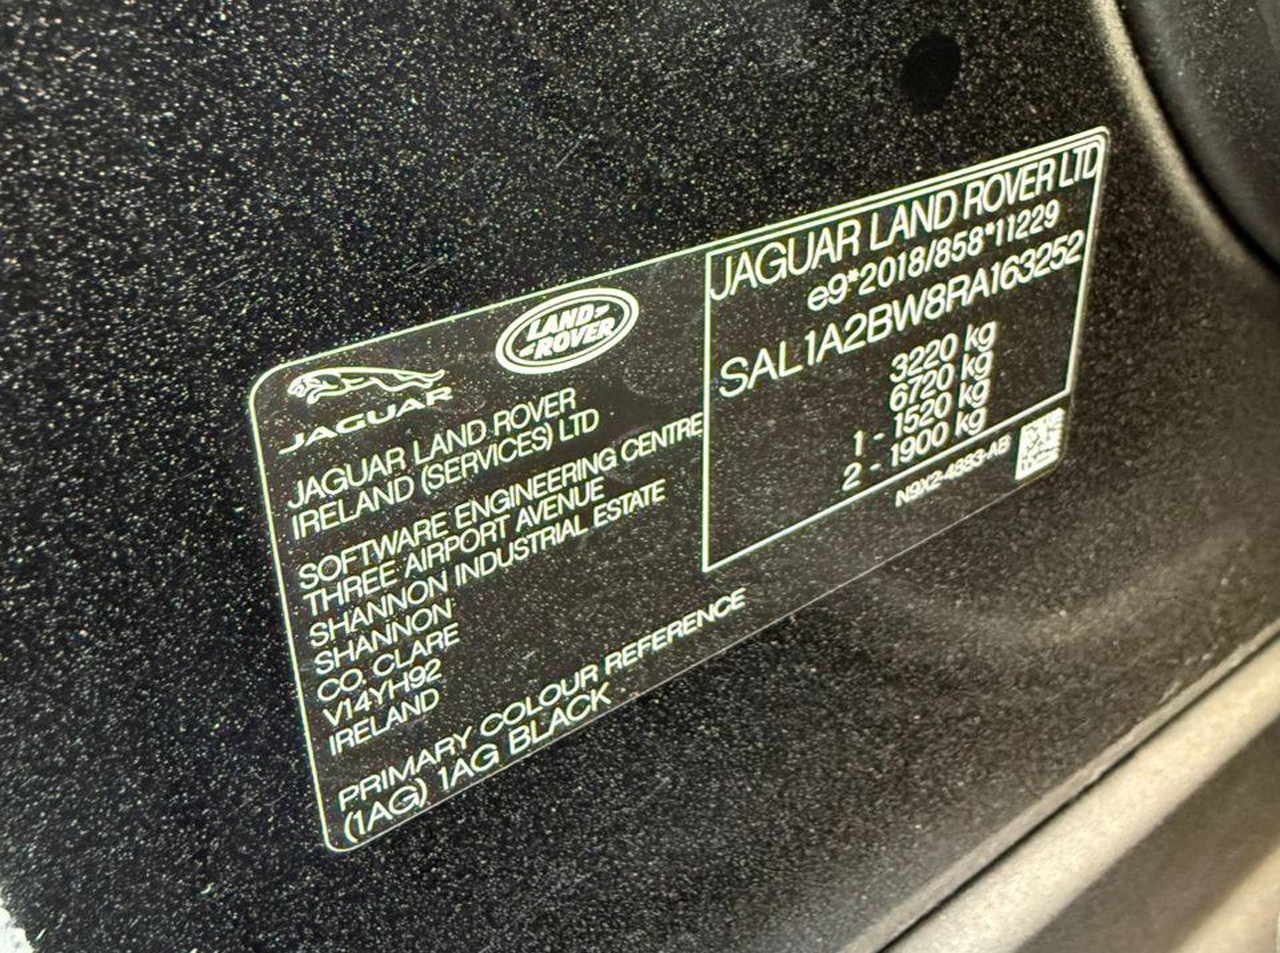 JAGUAR
LAND
ROVER
JAGUAR LAND ROVER
IRELAND (SERVICES) LTD
SOFTWARE ENGINEERING CENTRE
THREE AIRPORT AVENUE
SHANNON INDUSTRIAL ESTATE
SHANNON
CO. CLARE
V14YH92
IRELAND
PRIMARY COLOUR REFERENCE
(1AG) 1AG BLACK
JAGUAR LAND ROVER LTD
e9*2018/858*11229
SAL1A2BW8RA163252
3220 kg
6720 kg
1 - 1520 kg
2 - 1900 kg
N9X2-4883-AB